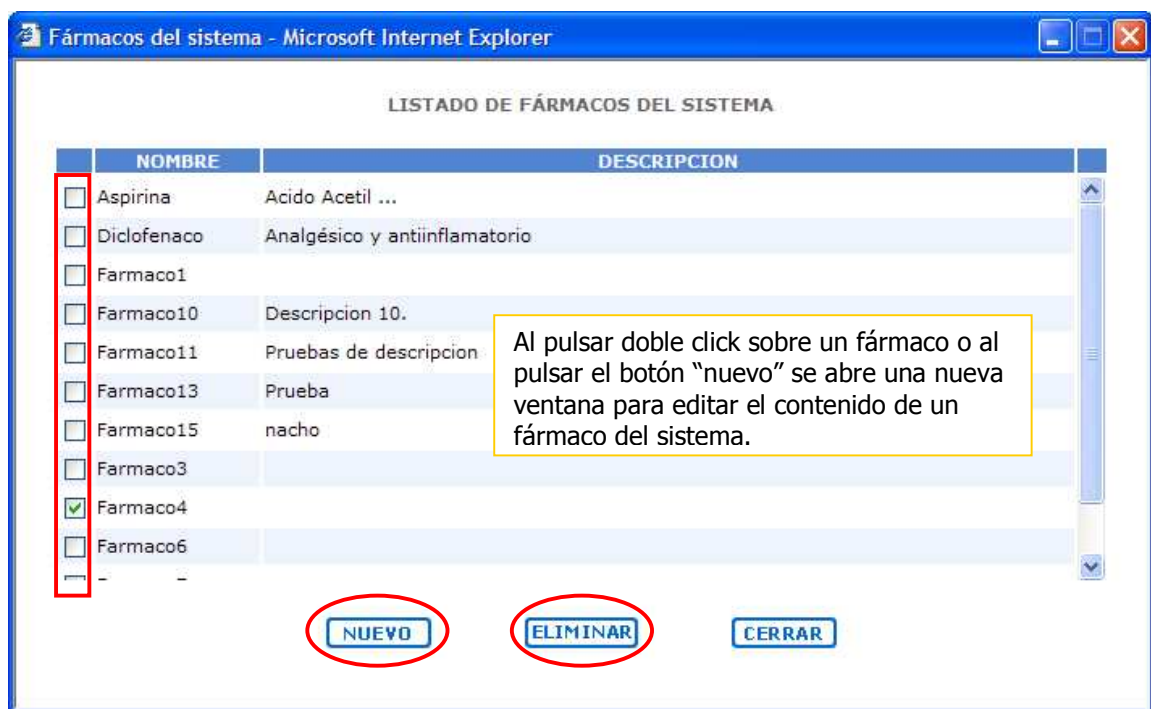 Fármacos del sistema - Microsoft Internet Explorer
LISTADO DE FÁRMACOS DEL SISTEMA
NOMBRE DESCRIPCION
Aspirina Acido Acetil ...
Diclofenaco Analgésico y antiinflamatorio
Farmaco1
Farmaco10 Descripcion 10.
Farmaco11 Pruebas de descripcion
Farmaco13 Prueba
Farmaco15 nacho
Farmaco3
Farmaco4
Farmaco6
Al pulsar doble click sobre un fármaco o al
pulsar el botón “nuevo” se abre una nueva
ventana para editar el contenido de un
fármaco del sistema.
NUEVO ELIMINAR CERRAR